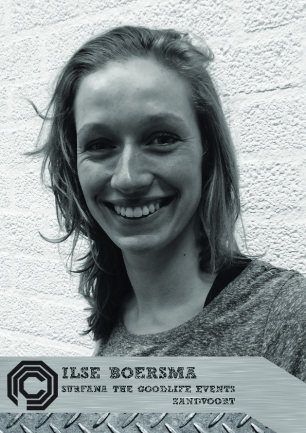 ILSE BOERSMA
SURFANA THE GOODLIFE EVENTS
ZANDVOORT